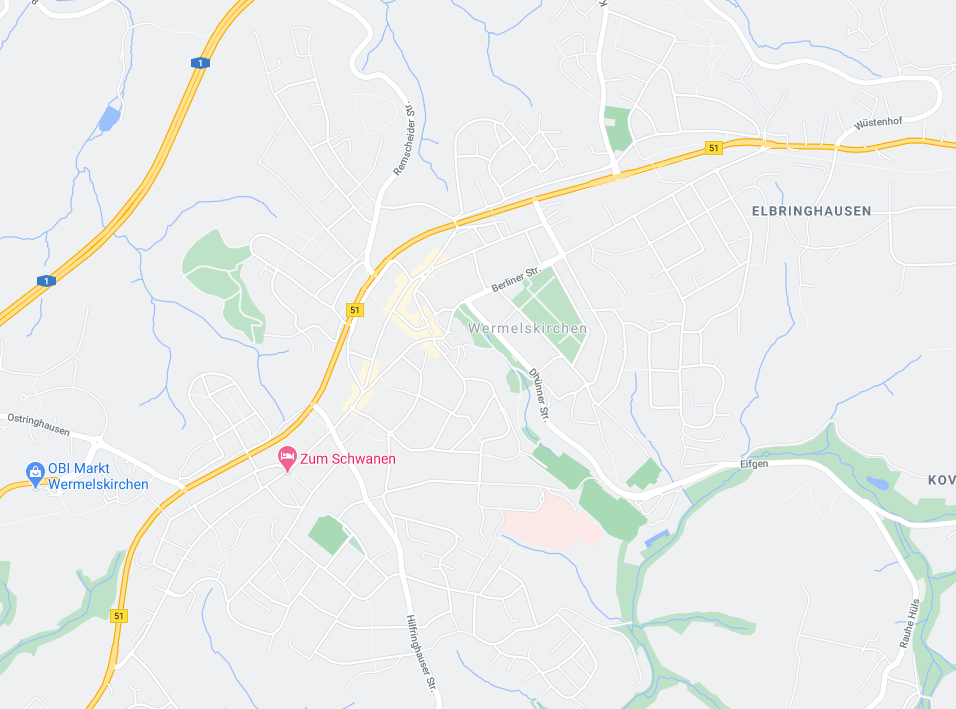 1
Remscheider Str.
Wüstenhof
51
ELBRINGHAUSEN
1
Berliner Str.
51
Wermelskirchen
Dhünner Str.
Ostringhausen
Zum Schwanen
OBI Markt
Wermelskirchen
Eifgen
KOV
51
Hilfringhauser Str.
Rauhe Hüls